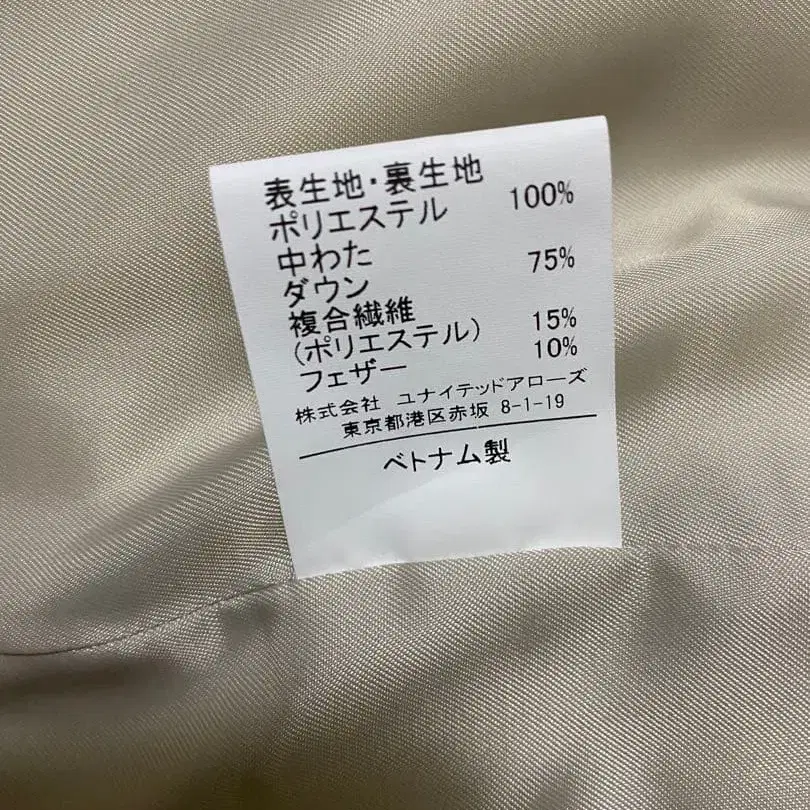 表生地・裏生地
ポリエステル 100%
中わた
ダウン 75%
複合繊維
(ポリエステル) 15%
フェザー 10%
株式会社 ユナイテッドアローズ
東京都港区赤坂 8-1-19
ベトナム製